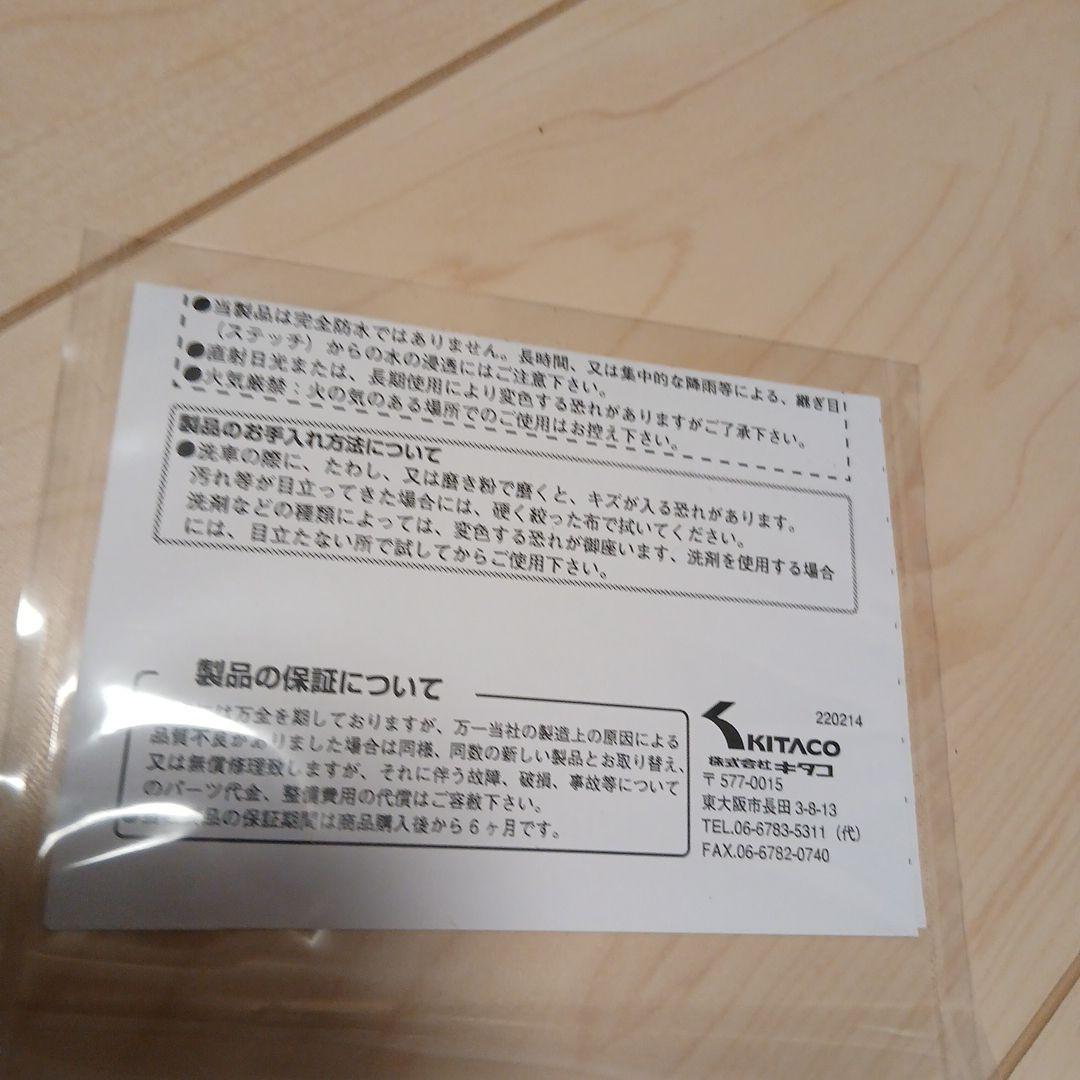 ●当製品は完全防水ではありません。長時間、又は集中的な降雨等による、継ぎ目
（ステッチ）からの水の浸透にはご注意下さい。
●直射日光または、長期使用により変色する恐れがありますがご了承下さい。
●火気厳禁：火の気のある場所でのご使用はお控え下さい。
製品のお手入れ方法について
●洗車の際に、たわし、又は磨き粉で磨くと、キズが入る恐れがあります。
汚れ等が目立ってきた場合には、硬く絞った布で拭いてください。
洗剤などの種類によっては、変色する恐れが御座います、洗剤を使用する場合
には、目立たない所で試してからご使用下さい。
製品の保証について
は万全を期しておりますが、万一当社の製造上の原因による
品質不良がありました場合は同様、同数の新しい製品とお取り替え、
又は無償修理致しますが、それに伴う故障、破損、事故等について
のパーツ代金、整備費用の代償はご容赦下さい。
品の保証期間は商品購入後から6ヶ月です。
220214
KITACO
株式会社 キタコ
〒577-0015
東大阪市長田 3-8-13
TEL.06-6783-5311（代）
FAX.06-6782-0740